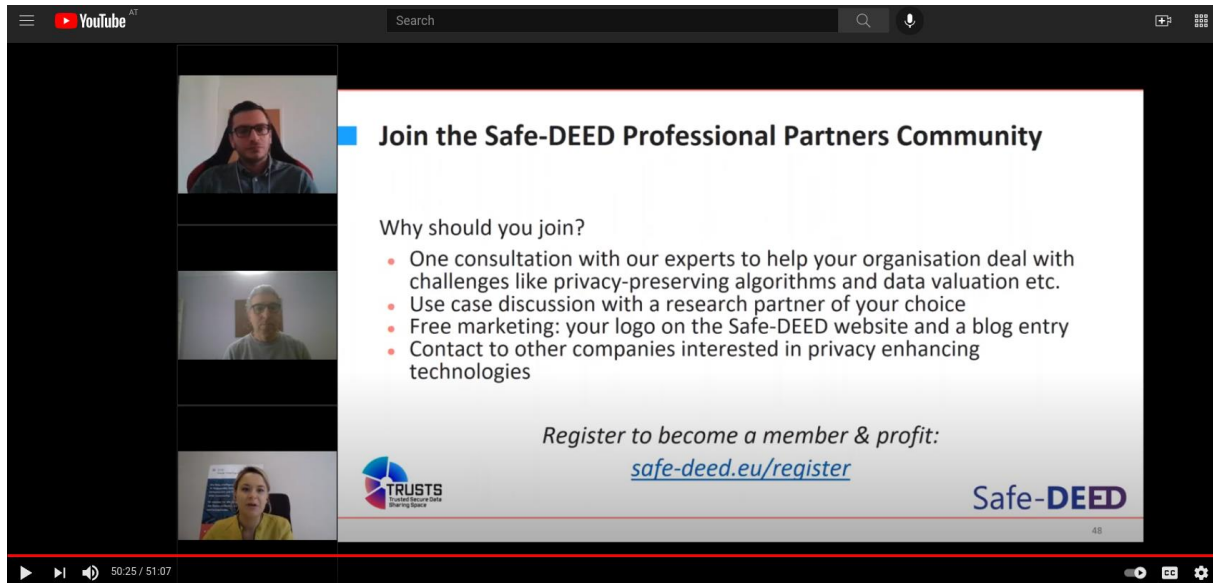 YouTube AT
Search
Join the Safe-DEED Professional Partners Community
Why should you join?
• One consultation with our experts to help your organisation deal with
challenges like privacy-preserving algorithms and data valuation etc.
• Use case discussion with a research partner of your choice
• Free marketing: your logo on the Safe-DEED website and a blog entry
• Contact to other companies interested in privacy enhancing
technologies
Register to become a member & profit:
safe-deed.eu/register
TRUSTS
Trusted Secure Data
Sharing Space
Safe-DEED
48
50:25 / 51:07
CC